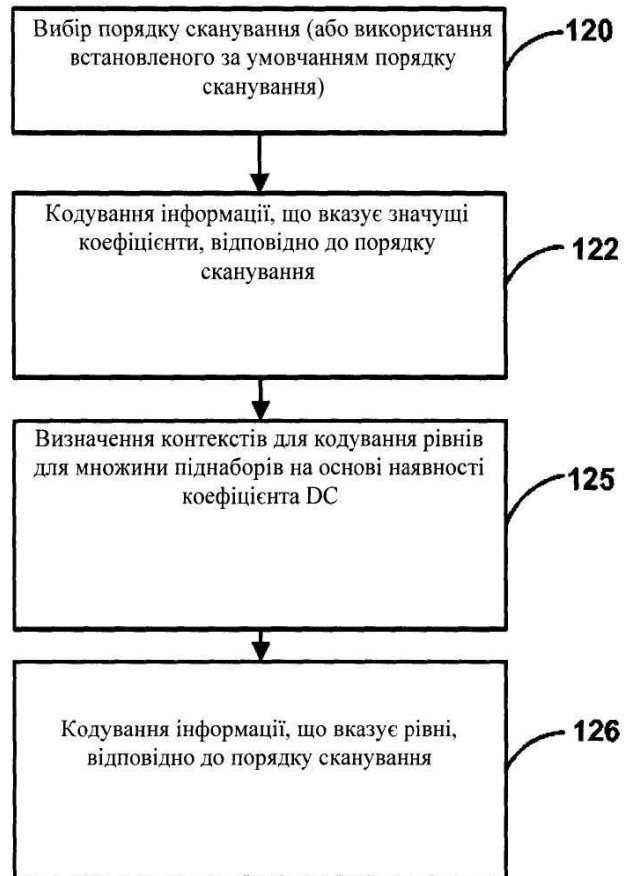 Вибір порядку сканування (або використання
встановленого за умовчанням порядку
сканування)
120
Кодування інформації, що вказує значущі
коефіцієнти, відповідно до порядку
сканування
122
Визначення контекстів для кодування рівнів
для множини піднаборів на основі наявності
коефіцієнта DC
125
Кодування інформації, що вказує рівні,
відповідно до порядку сканування
126